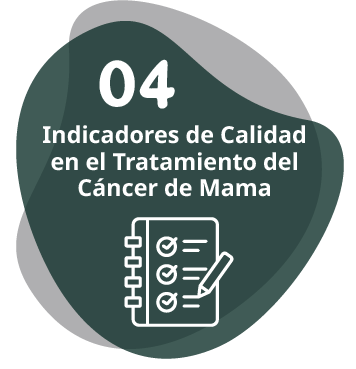 04
Indicadores de Calidad
en el Tratamiento del
Cáncer de Mama